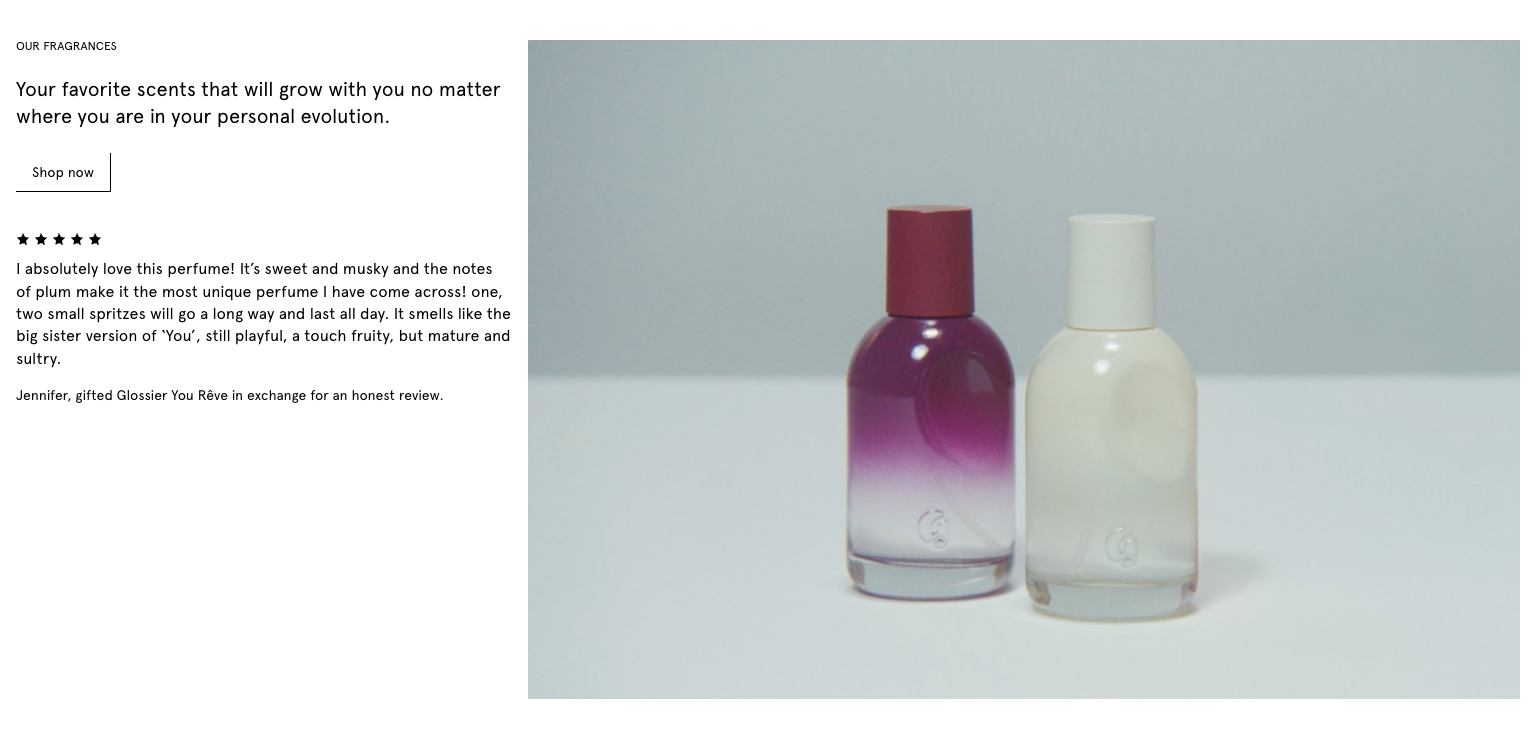 OUR FRAGRANCES
Your favorite scents that will grow with you no matter
where you are in your personal evolution.
Shop now
I absolutely love this perfume! It’s sweet and musky and the notes
of plum make it the most unique perfume I have come across! one,
two small spritzes will go a long way and last all day. It smells like the
big sister version of ‘You’, still playful, a touch fruity, but mature and
sultry.
Jennifer, gifted Glossier You Rêve in exchange for an honest review.
G
G